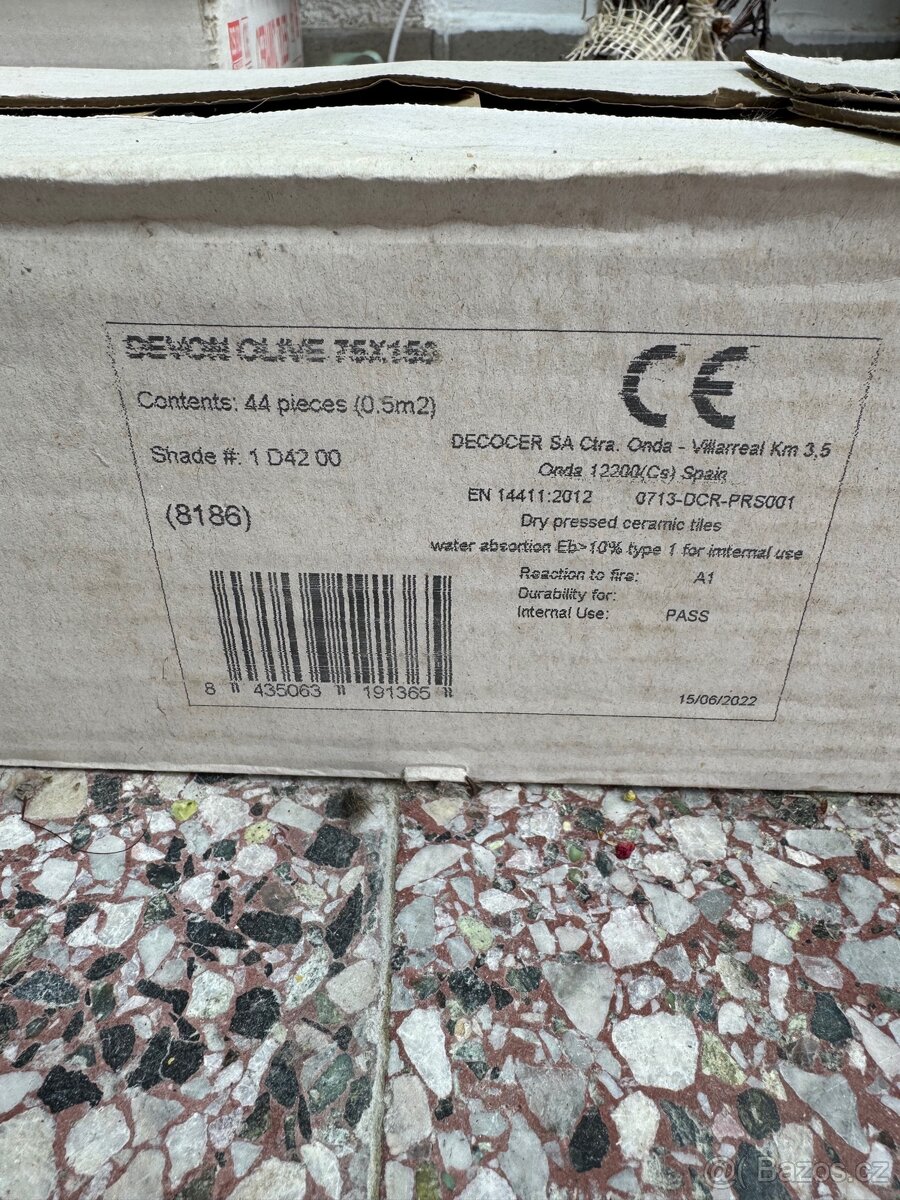 DEVON OLIVE 75X150
Contents: 44 pieces (0,5m2)
Shade #: 1 D42 00
(8186)
8 435063 191365
CE
DECOCER SA Ctra. Onda - Villarreal Km 3,5
Onda 12200(Cs) Spain
EN 14411:2012 0713-DCR-PRS001
Dry pressed ceramic tiles
water absortion Eb>10% type 1 for imternal use
Reaction to fire: A1
Durability for:
Internal Use: PASS
15/06/2022
@ Bazos.cz